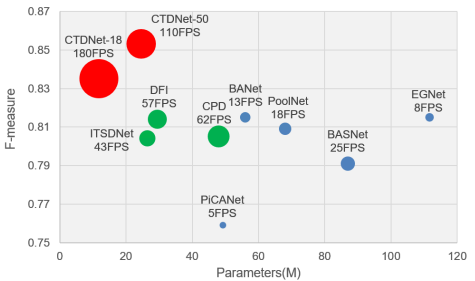 0.87
0.85
0.83
0.81
0.79
0.77
0.75
F-measure
CTDNet-50
110FPS
CTDNet-18
180FPS
DFI
57FPS
ITSDNet
43FPS
CPD
62FPS
BANet
13FPS
PoolNet
18FPS
EGNet
8FPS
BASNet
25FPS
PiCANet
5FPS
0
20
40
60
80
100
120
Parameters(M)